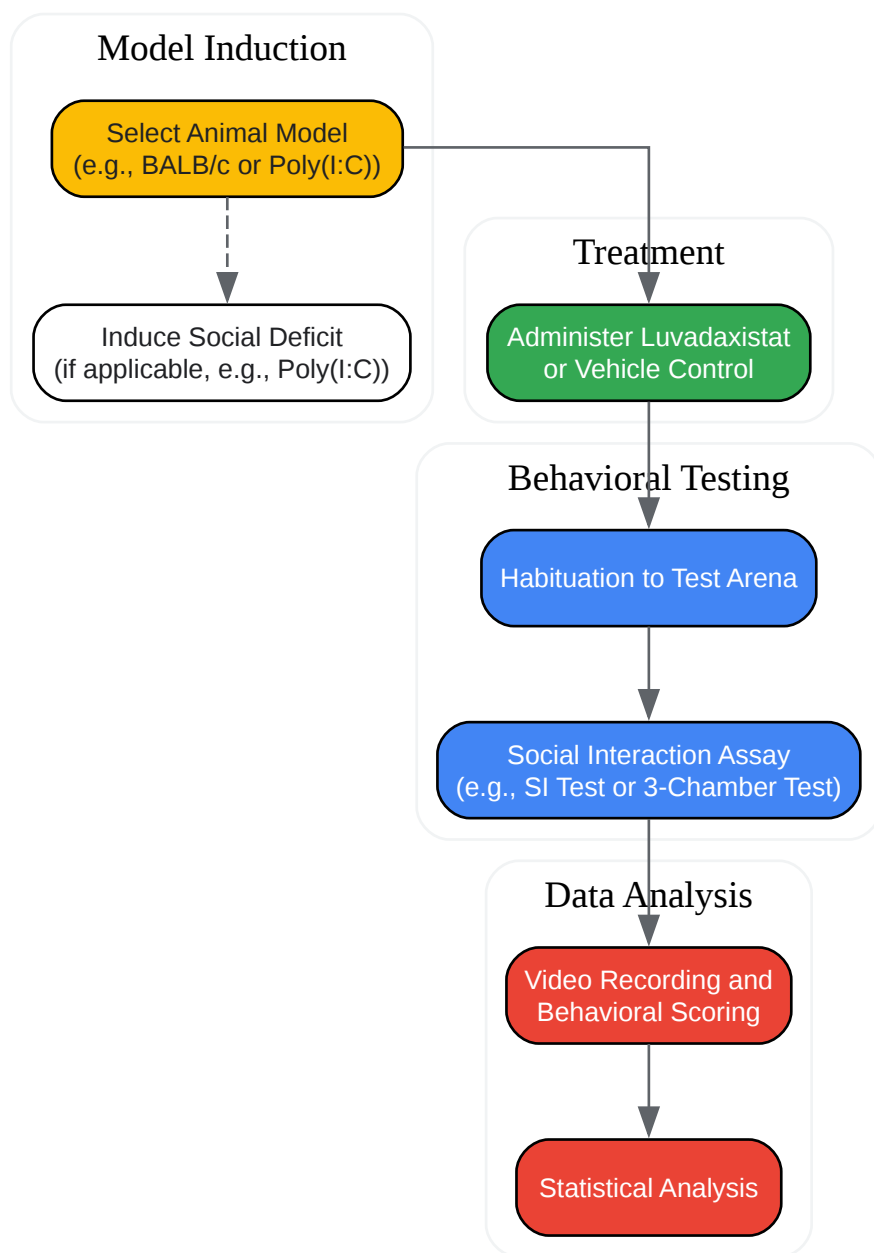 Model Induction
Select Animal Model
(e.g., BALB/c or Poly(I:C))
Induce Social Deficit
(if applicable, e.g., Poly(I:C))
Treatment
Administer Luvadaxistat
or Vehicle Control
Behavioral Testing
Habituation to Test Arena
Social Interaction Assay
(e.g., SI Test or 3-Chamber Test)
Data Analysis
Video Recording and
Behavioral Scoring
Statistical Analysis